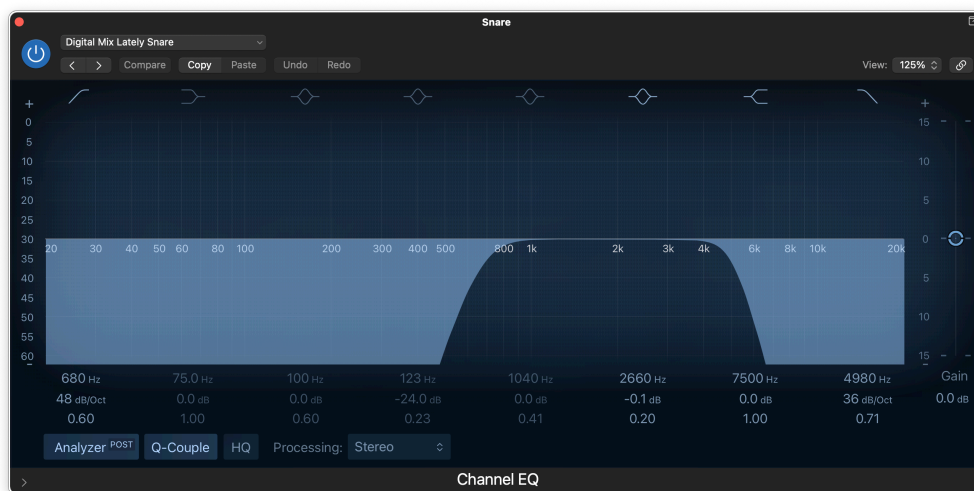 Snare
Digital Mix Lately Snare
Compare Copy Paste Undo Redo View: 125%
+ +
0 15
5
10
15
20
25
30
35
40
45
50
55
60
-
10
5
0
5
10
15
-
20 30 40 50 60 80 100 200 300 400 500 800 1k 2k 3k 4k 6k 8k 10k 20k
680 Hz 75.0 Hz 100 Hz 123 Hz 1040 Hz 2660 Hz 7500 Hz 4980 Hz Gain
48 dB/Oct 0.0 dB 0.0 dB -24.0 dB 0.0 dB -0.1 dB 0.0 dB 36 dB/Oct 0.0 dB
0.60 1.00 0.60 0.23 0.41 0.20 1.00 0.71
Analyzer POST Q-Couple HQ Processing: Stereo
Channel EQ